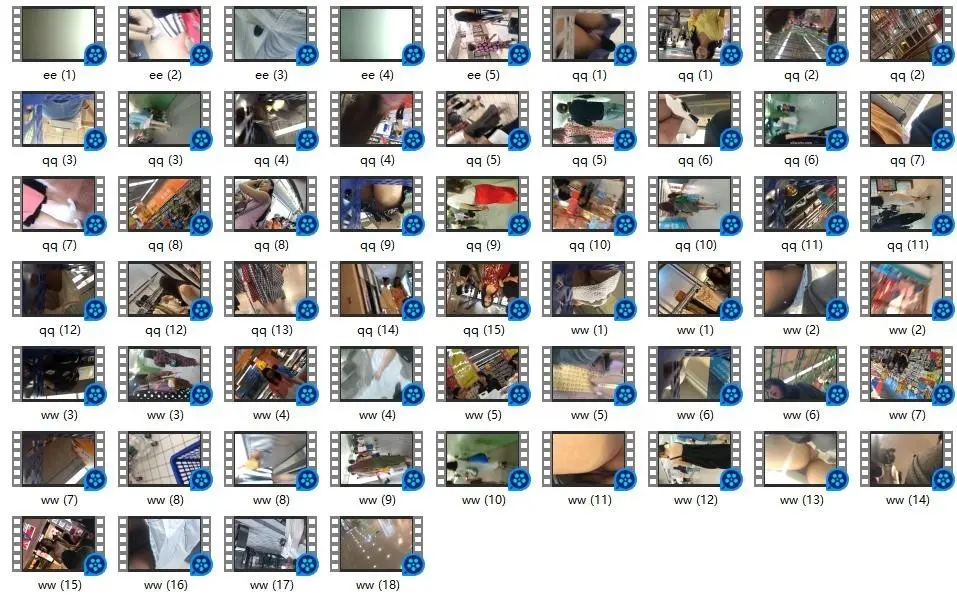 ee (1) ee (2) ee (3) ee (4) ee (5) qq (1) qq (1) qq (2) qq (2)
qq (3) qq (3) qq (4) qq (4) qq (5) qq (5) qq (6) qq (6) qq (7)
qq (7) qq (8) qq (8) qq (9) qq (9) qq (10) qq (10) qq (11) qq (11)
qq (12) qq (12) qq (13) qq (14) qq (15) ww (1) ww (1) ww (2) ww (2)
ww (3) ww (3) ww (4) ww (4) ww (5) ww (5) ww (6) ww (6) ww (7)
ww (7) ww (8) ww (8) ww (9) ww (10) ww (11) ww (12) ww (13) ww (14)
ww (15) ww (16) ww (17) ww (18)